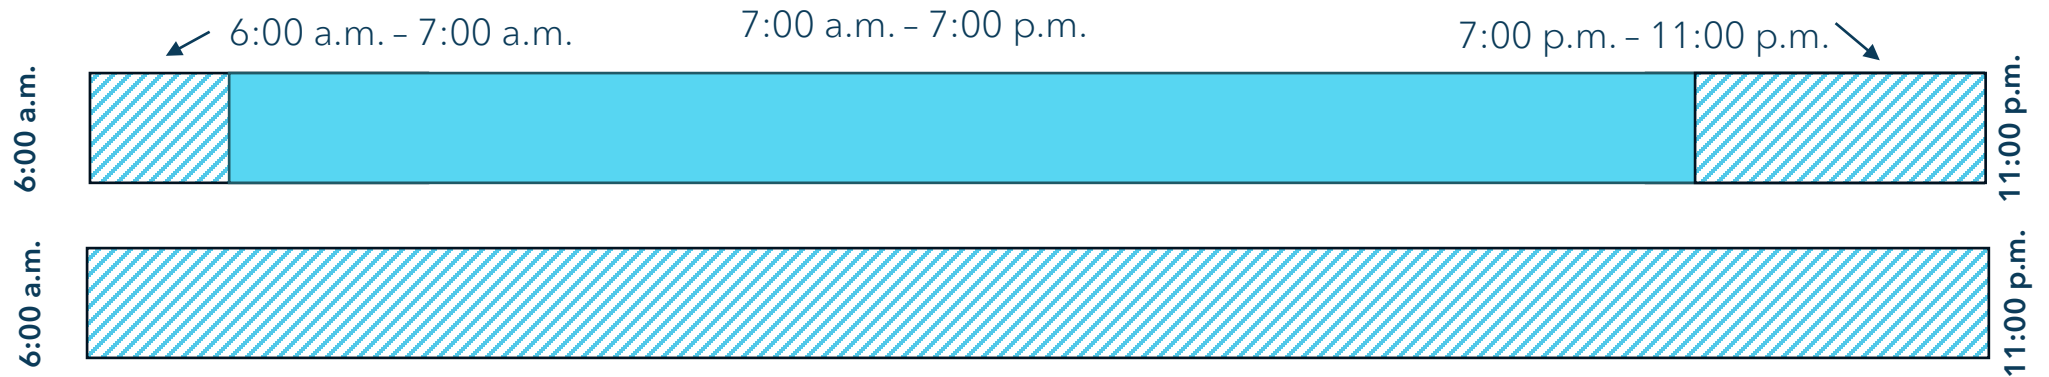 6:00 a.m. – 7:00 a.m.
7:00 a.m. – 7:00 p.m.
7:00 p.m. – 11:00 p.m.
6:00 a.m.
11:00 p.m.
6:00 a.m.
11:00 p.m.